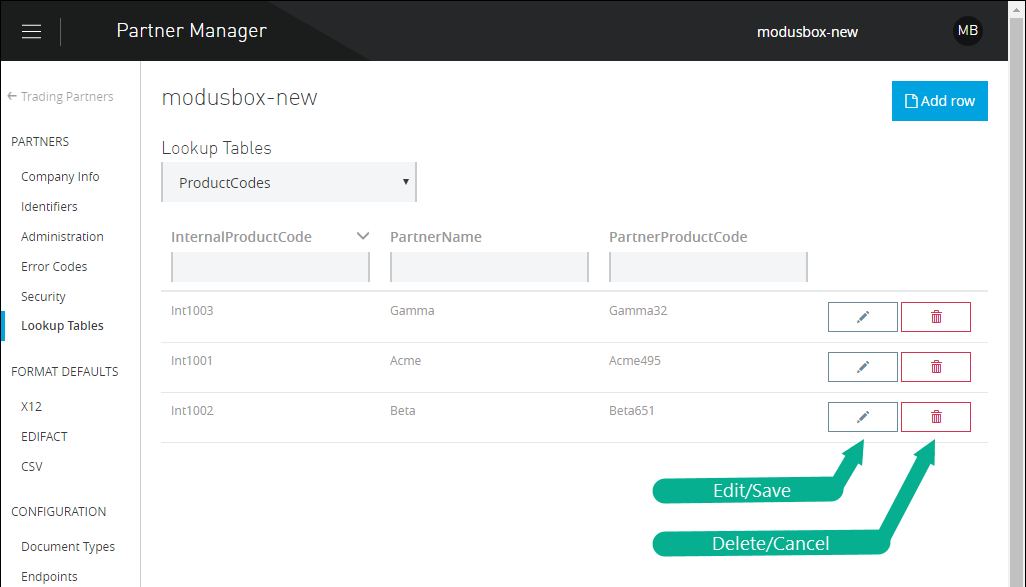 Partner Manager
modusbox-new
MB
Trading Partners
PARTNERS
Company Info
Identifiers
Administration
Error Codes
Security
Lookup Tables
FORMAT DEFAULTS
X12
EDIFACT
CSV
CONFIGURATION
Document Types
Endpoints
modusbox-new
Add row
Lookup Tables
ProductCodes
InternalProductCode PartnerName PartnerProductCode
Int1003 Gamma Gamma32
Int1001 Acme Acme495
Int1002 Beta Beta651
Edit/Save
Delete/Cancel